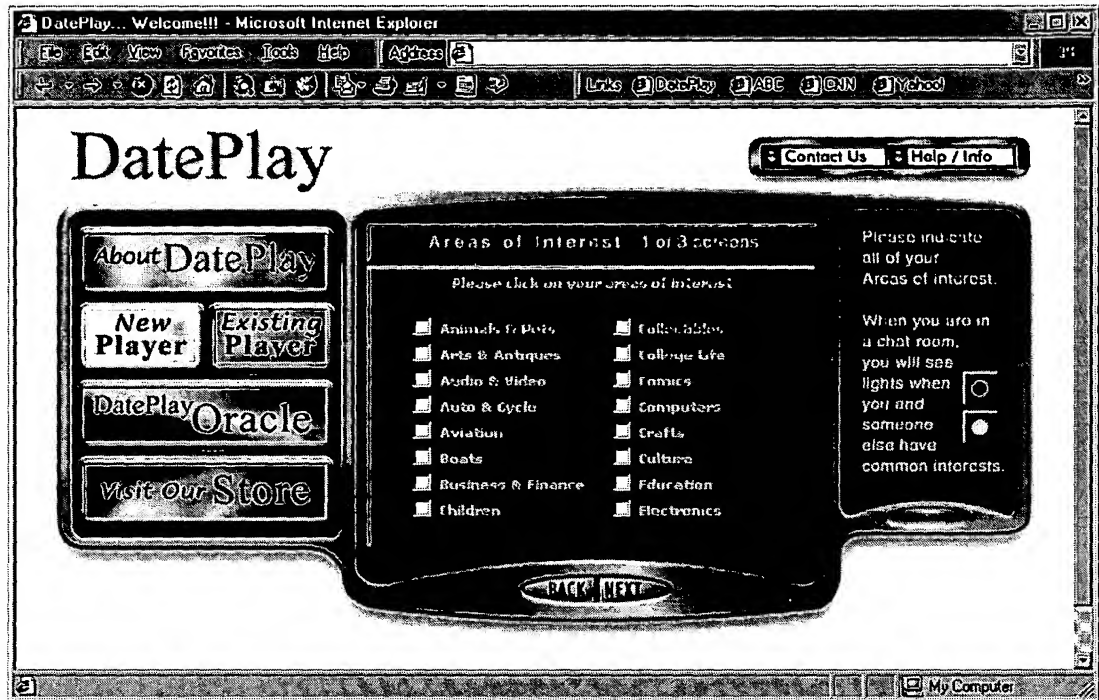 DatePlay... Welcome!!! - Microsoft Internet Explorer
File Edit View Favorites Tools Help Address
Links DatePlay ABC CNN Yahoo!
DatePlay
Contact Us Help / Info
About DatePlay
New Player
Existing Player
DatePlay Oracle
Visit Our Store
Areas of Interest 1 of 3 screens
Please click on your areas of interest
Animals & Pets
Arts & Antiques
Audio & Video
Auto & Cycle
Aviation
Boats
Business & Finance
Children
Collectables
College Life
Comics
Computers
Crafts
Culture
Education
Electronics
BACK NEXT
Please indicate
all of your
Areas of interest.
When you are in
a chat room,
you will see
lights when
you and
someone
else have
common interests.
My Computer